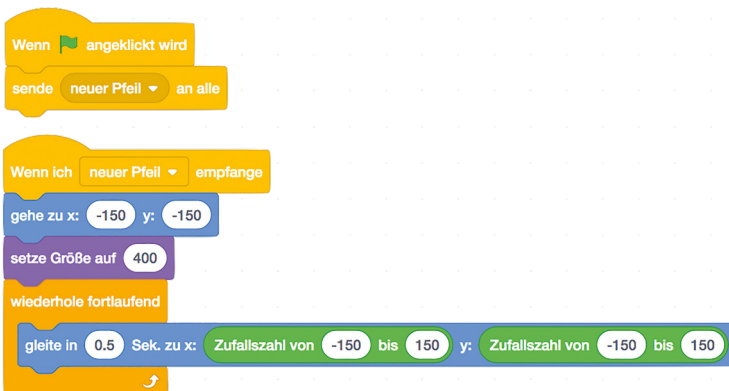 Wenn angeklickt wird
sende neuer Pfeil an alle
Wenn ich neuer Pfeil empfange
gehe zu x: -150 y: -150
setze Größe auf 400
wiederhole fortlaufend
gleite in 0.5 Sek. zu x: Zufallszahl von -150 bis 150 y: Zufallszahl von -150 bis 150